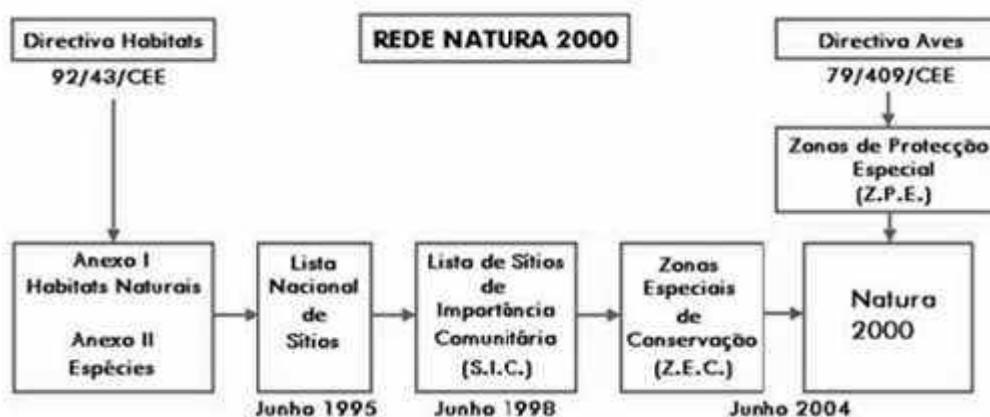 Directiva Habitats
92/43/CEE
REDE NATURA 2000
Directiva Aves
79/409/CEE
Zonas de Protecção
Especial
(Z.P.E.)
Anexo I
Habitats Naturais
Anexo II
Espécies
Lista
Nacional
de
Sítios
Lista de Sítios
de
Importância
Comunitária
(S.I.C.)
Zonas
Especiais
de
Conservação
(Z.E.C.)
Natura
2000
Junho 1995
Junho 1998
Junho 2004